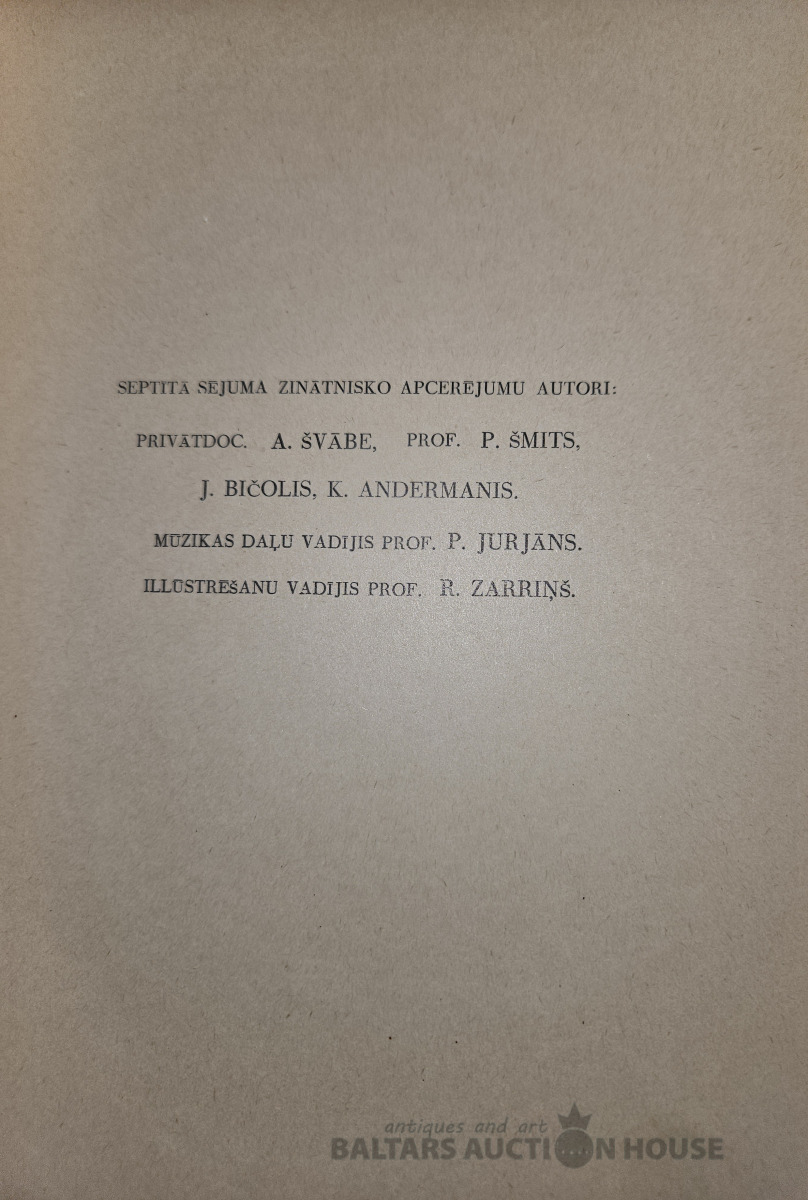 SEPTĪTĀ SĒJUMA ZINĀTNISKO APCERĒJUMU AUTORI:
PRIVĀTDOC. A. ŠVĀBE, PROF. P. ŠMITS,
J. BIČOLIS, K. ANDERMANIS.
MŪZIKAS DAĻU VADĪJIS PROF. P. JURJĀNS.
ILLŪSTRĒŠANU VADĪJIS PROF. R. ZARRIŅŠ.
antiques and art
BALTARS AUCTION HOUSE